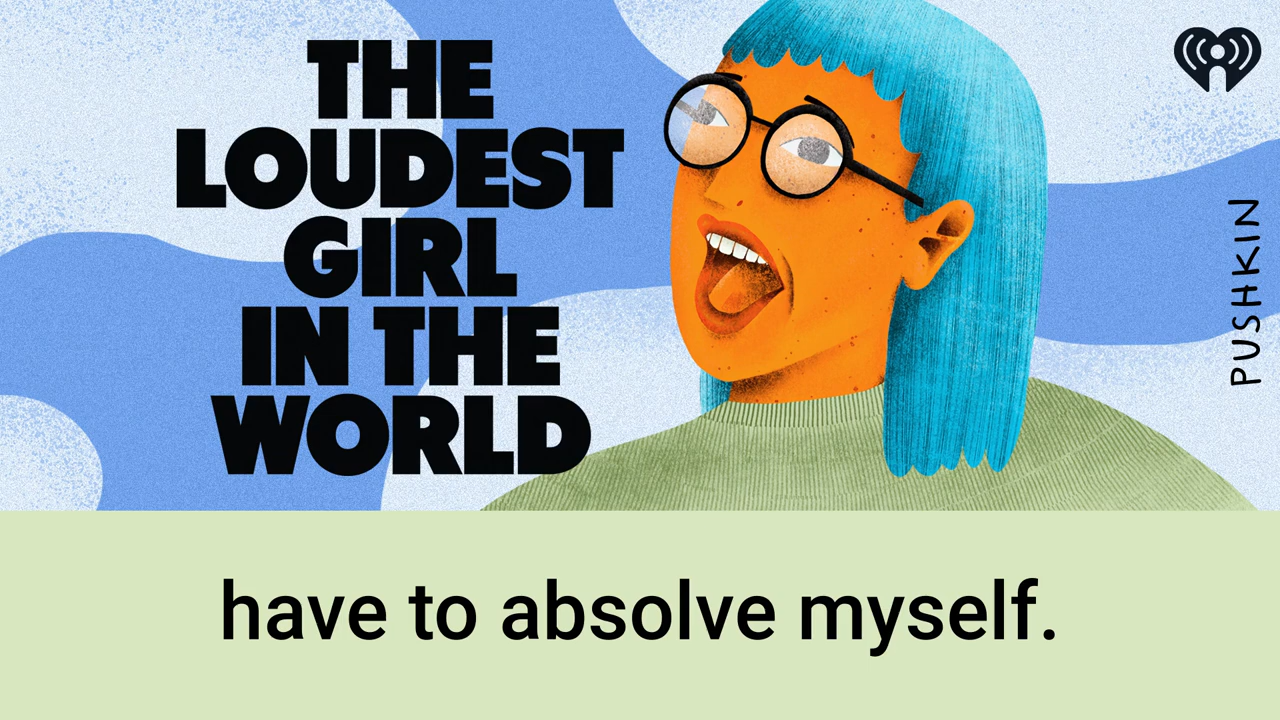 THE
LOUDEST
GIRL
IN THE
WORLD
PUSHKIN
have to absolve myself.